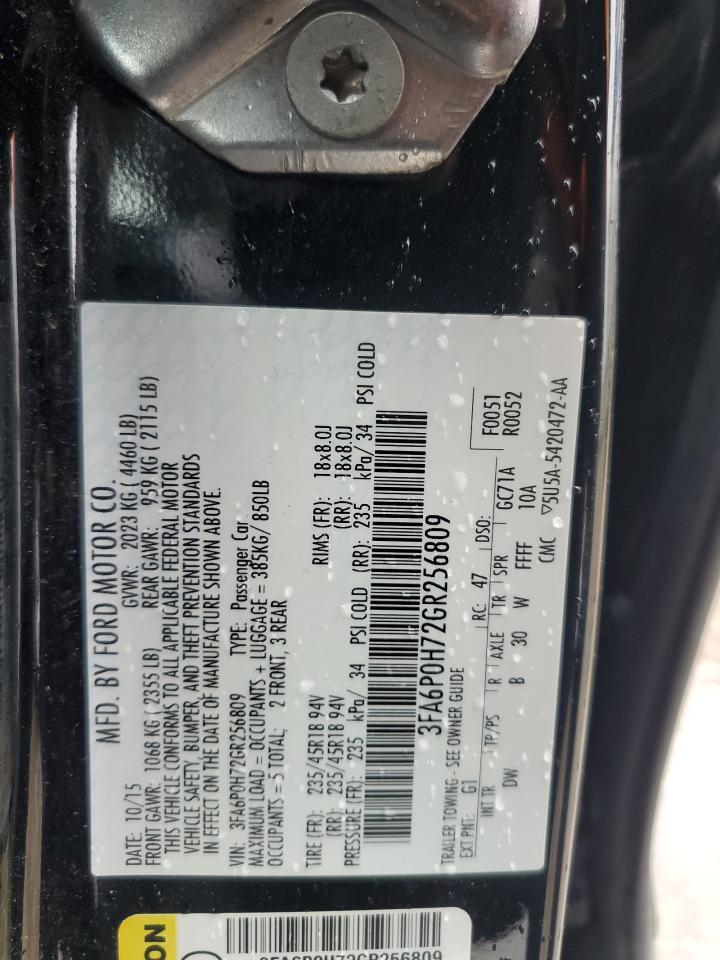 MFD. BY FORD MOTOR CO.
DATE: 10/15 GVWR: 2023 KG ( 4460 LB)
FRONT GAWR: 1068 KG ( 2355 LB) REAR GAWR: 959 KG ( 2115 LB)
THIS VEHICLE CONFORMS TO ALL APPLICABLE FEDERAL MOTOR
VEHICLE SAFETY, BUMPER, AND THEFT PREVENTION STANDARDS
IN EFFECT ON THE DATE OF MANUFACTURE SHOWN ABOVE.
VIN: 3FA6P0H72GR256809 TYPE: Passenger Car
MAXIMUM LOAD = OCCUPANTS + LUGGAGE = 385KG/ 850LB
OCCUPANTS = 5 TOTAL; 2 FRONT, 3 REAR
TIRE (FR): 235/45R18 94V RIMS (FR): 18x8.0J
(RR): 235/45R18 94V (RR): 18x8.0J
PRESSURE (FR): 235 kPa/ 34 PSI COLD (RR): 235 kPa/ 34 PSI COLD
3FA6P0H72GR256809
TRAILER TOWING - SEE OWNER GUIDE
F0051
R0052
EXT PNT: G1 RC: 47 DSO: GC71A
INT TR TP/PS R AXLE TR SPR 10A
DW B 30 W FFFF
CMC ▽5U5A-5420472-AA
ON
3FA6P0H72GR256809